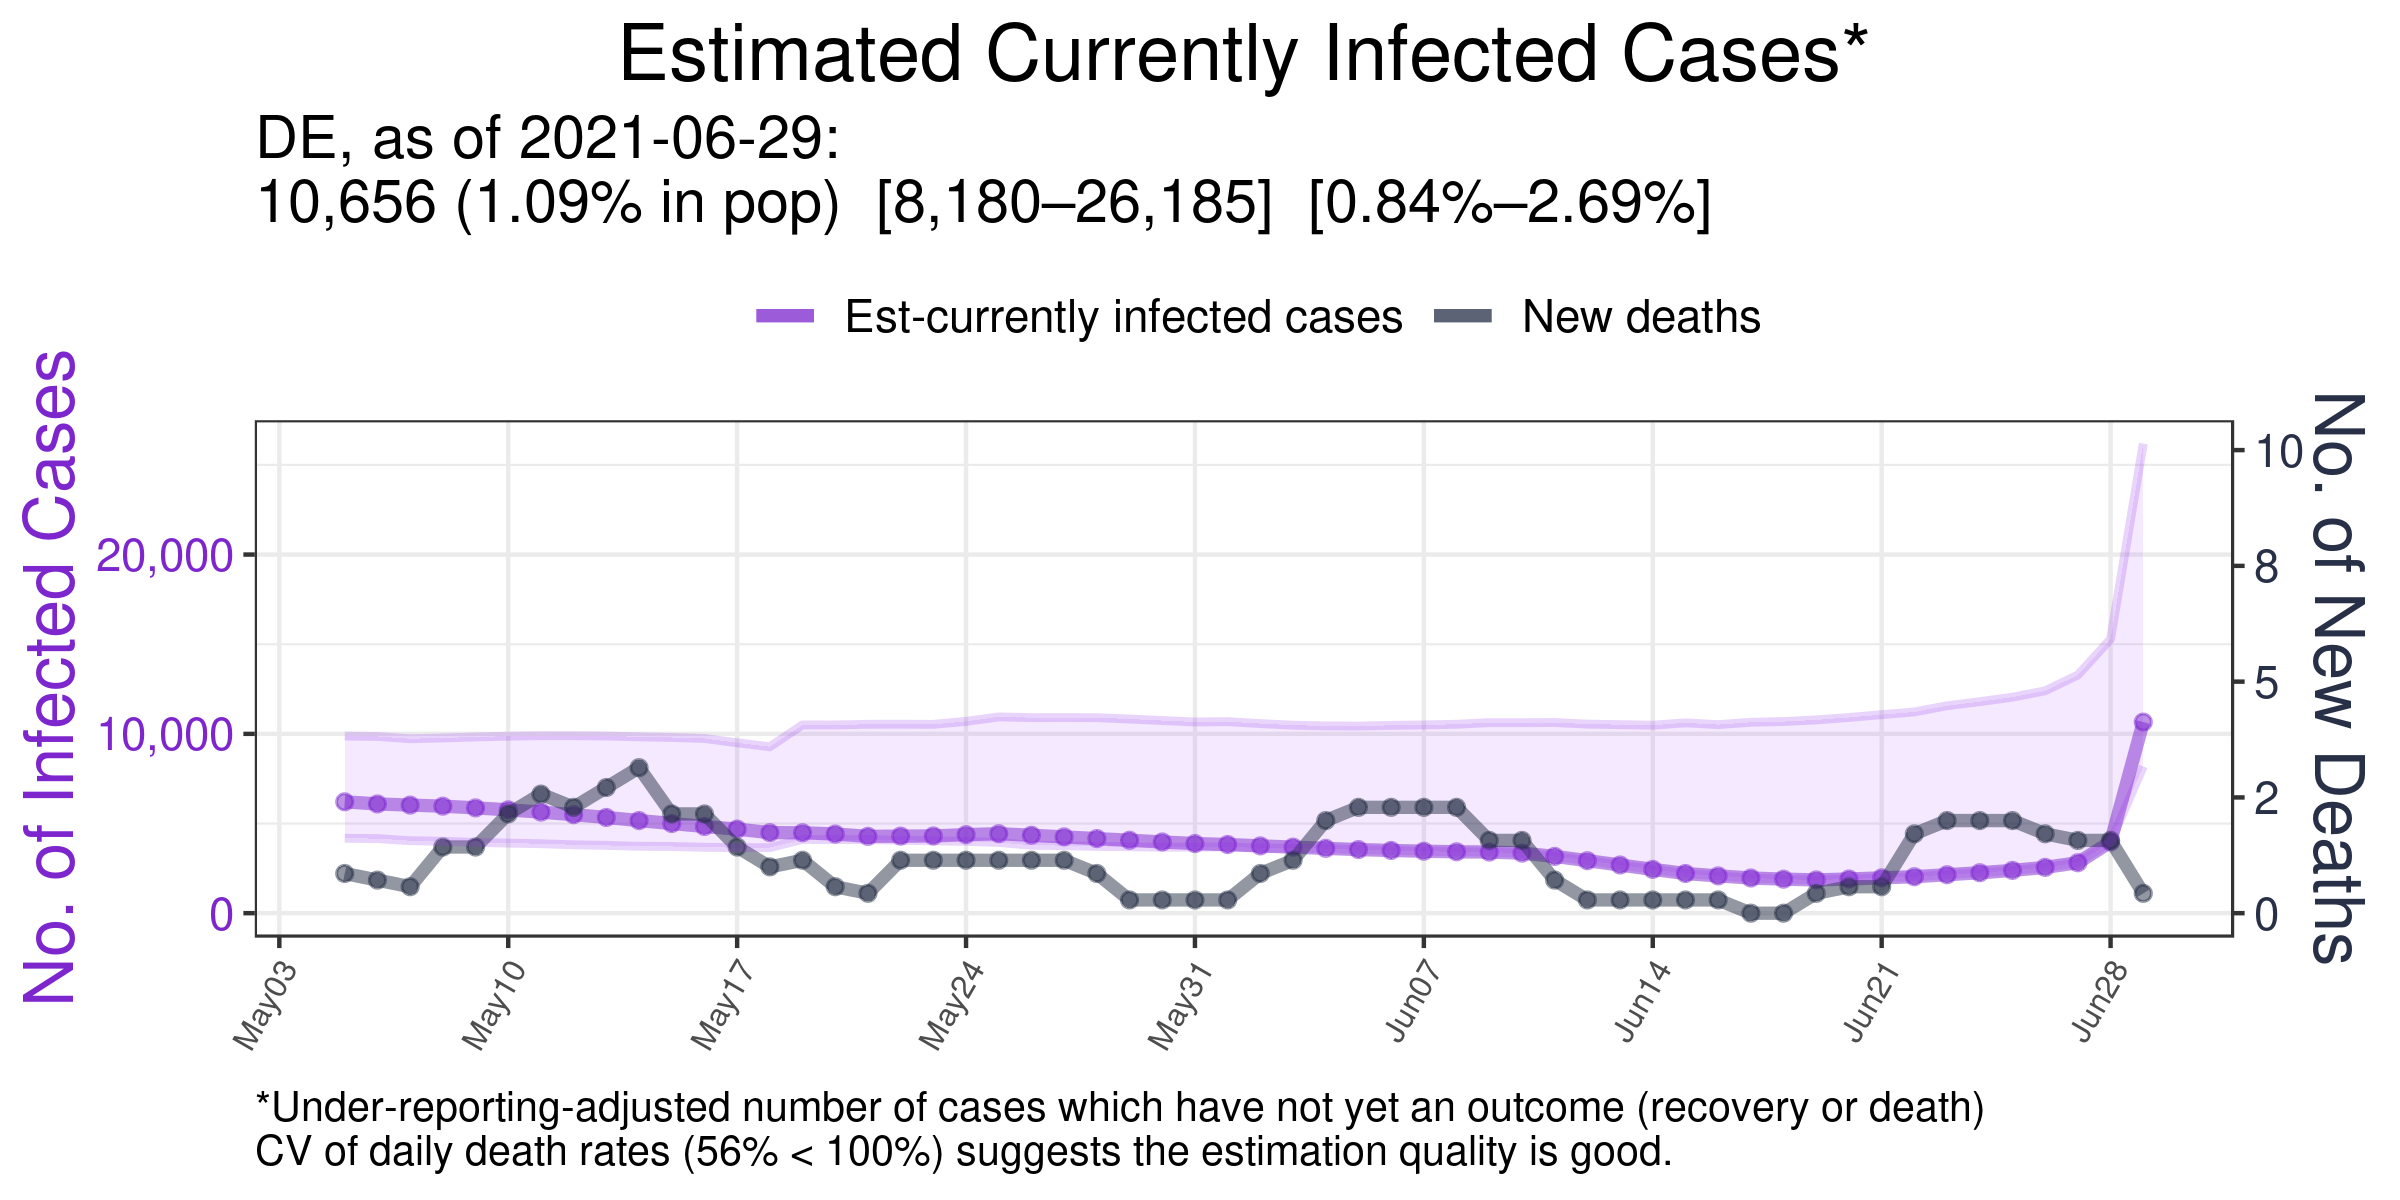 Estimated Currently Infected Cases*
DE, as of 2021-06-29:
10,656 (1.09% in pop)  [8,180–26,185]  [0.84%–2.69%]
Est-currently infected cases
New deaths
No. of Infected Cases
20,000
10,000
0
10
8
5
2
0
No. of New Deaths
May03
May10
May17
May24
May31
Jun07
Jun14
Jun21
Jun28
*Under-reporting-adjusted number of cases which have not yet an outcome (recovery or death)
CV of daily death rates (56% < 100%) suggests the estimation quality is good.